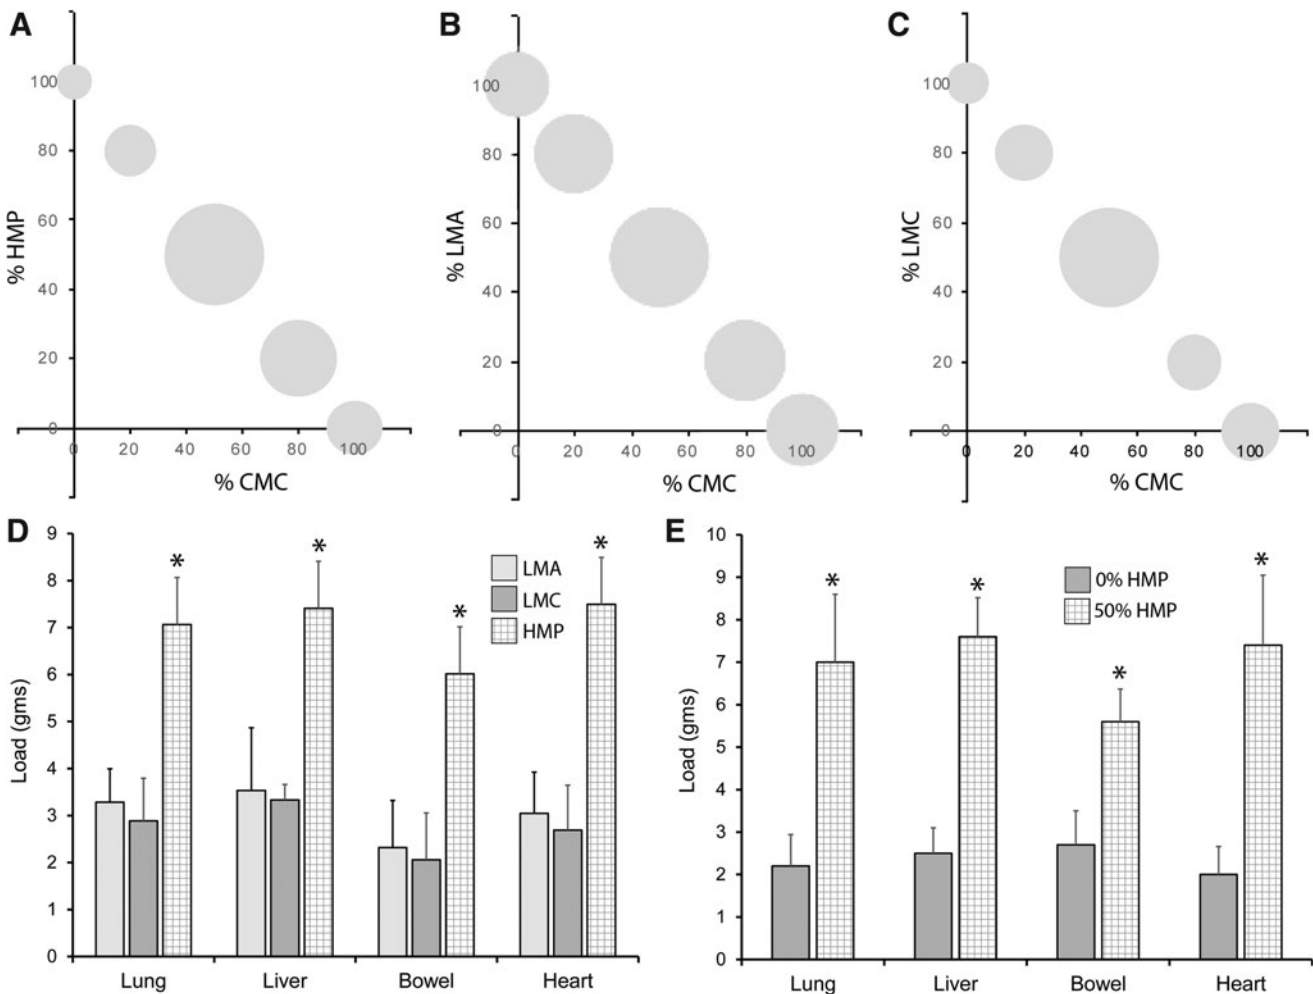 A
% HMP
100
80
60
40
20
0
0 20 40 60 80 100
% CMC
B
% LMA
100
80
60
40
20
0
0 20 40 60 80 100
% CMC
C
% LMC
100
80
60
40
20
0
0 20 40 60 80 100
% CMC
D
Load (gms)
9
8
7
6
5
4
3
2
1
0
* * * *
LMA
LMC
HMP
Lung Liver Bowel Heart
E
Load (gms)
10
9
8
7
6
5
4
3
2
1
0
* * * *
0% HMP
50% HMP
Lung Liver Bowel Heart